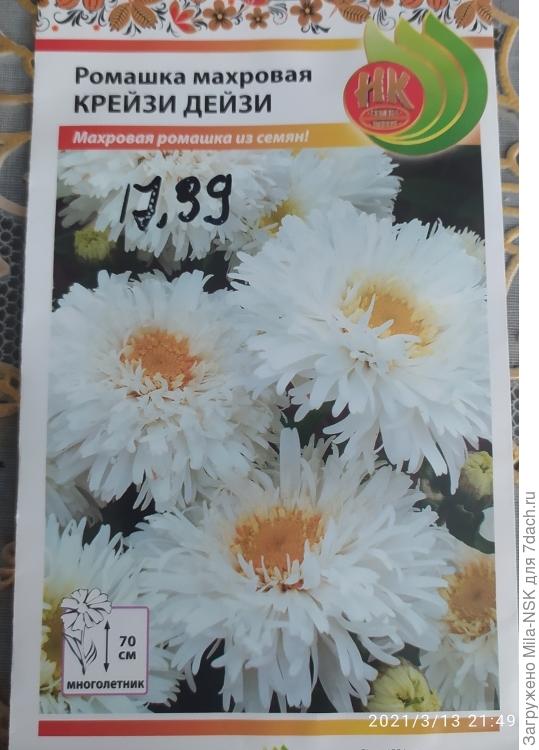 Ромашка махровая
КРЕЙЗИ ДЕЙЗИ
Махровая ромашка из семян!
НК
17,99
70
СМ
многолетник
2021/3/13 21:49
Загружено Mila-NSK для 7dach.ru